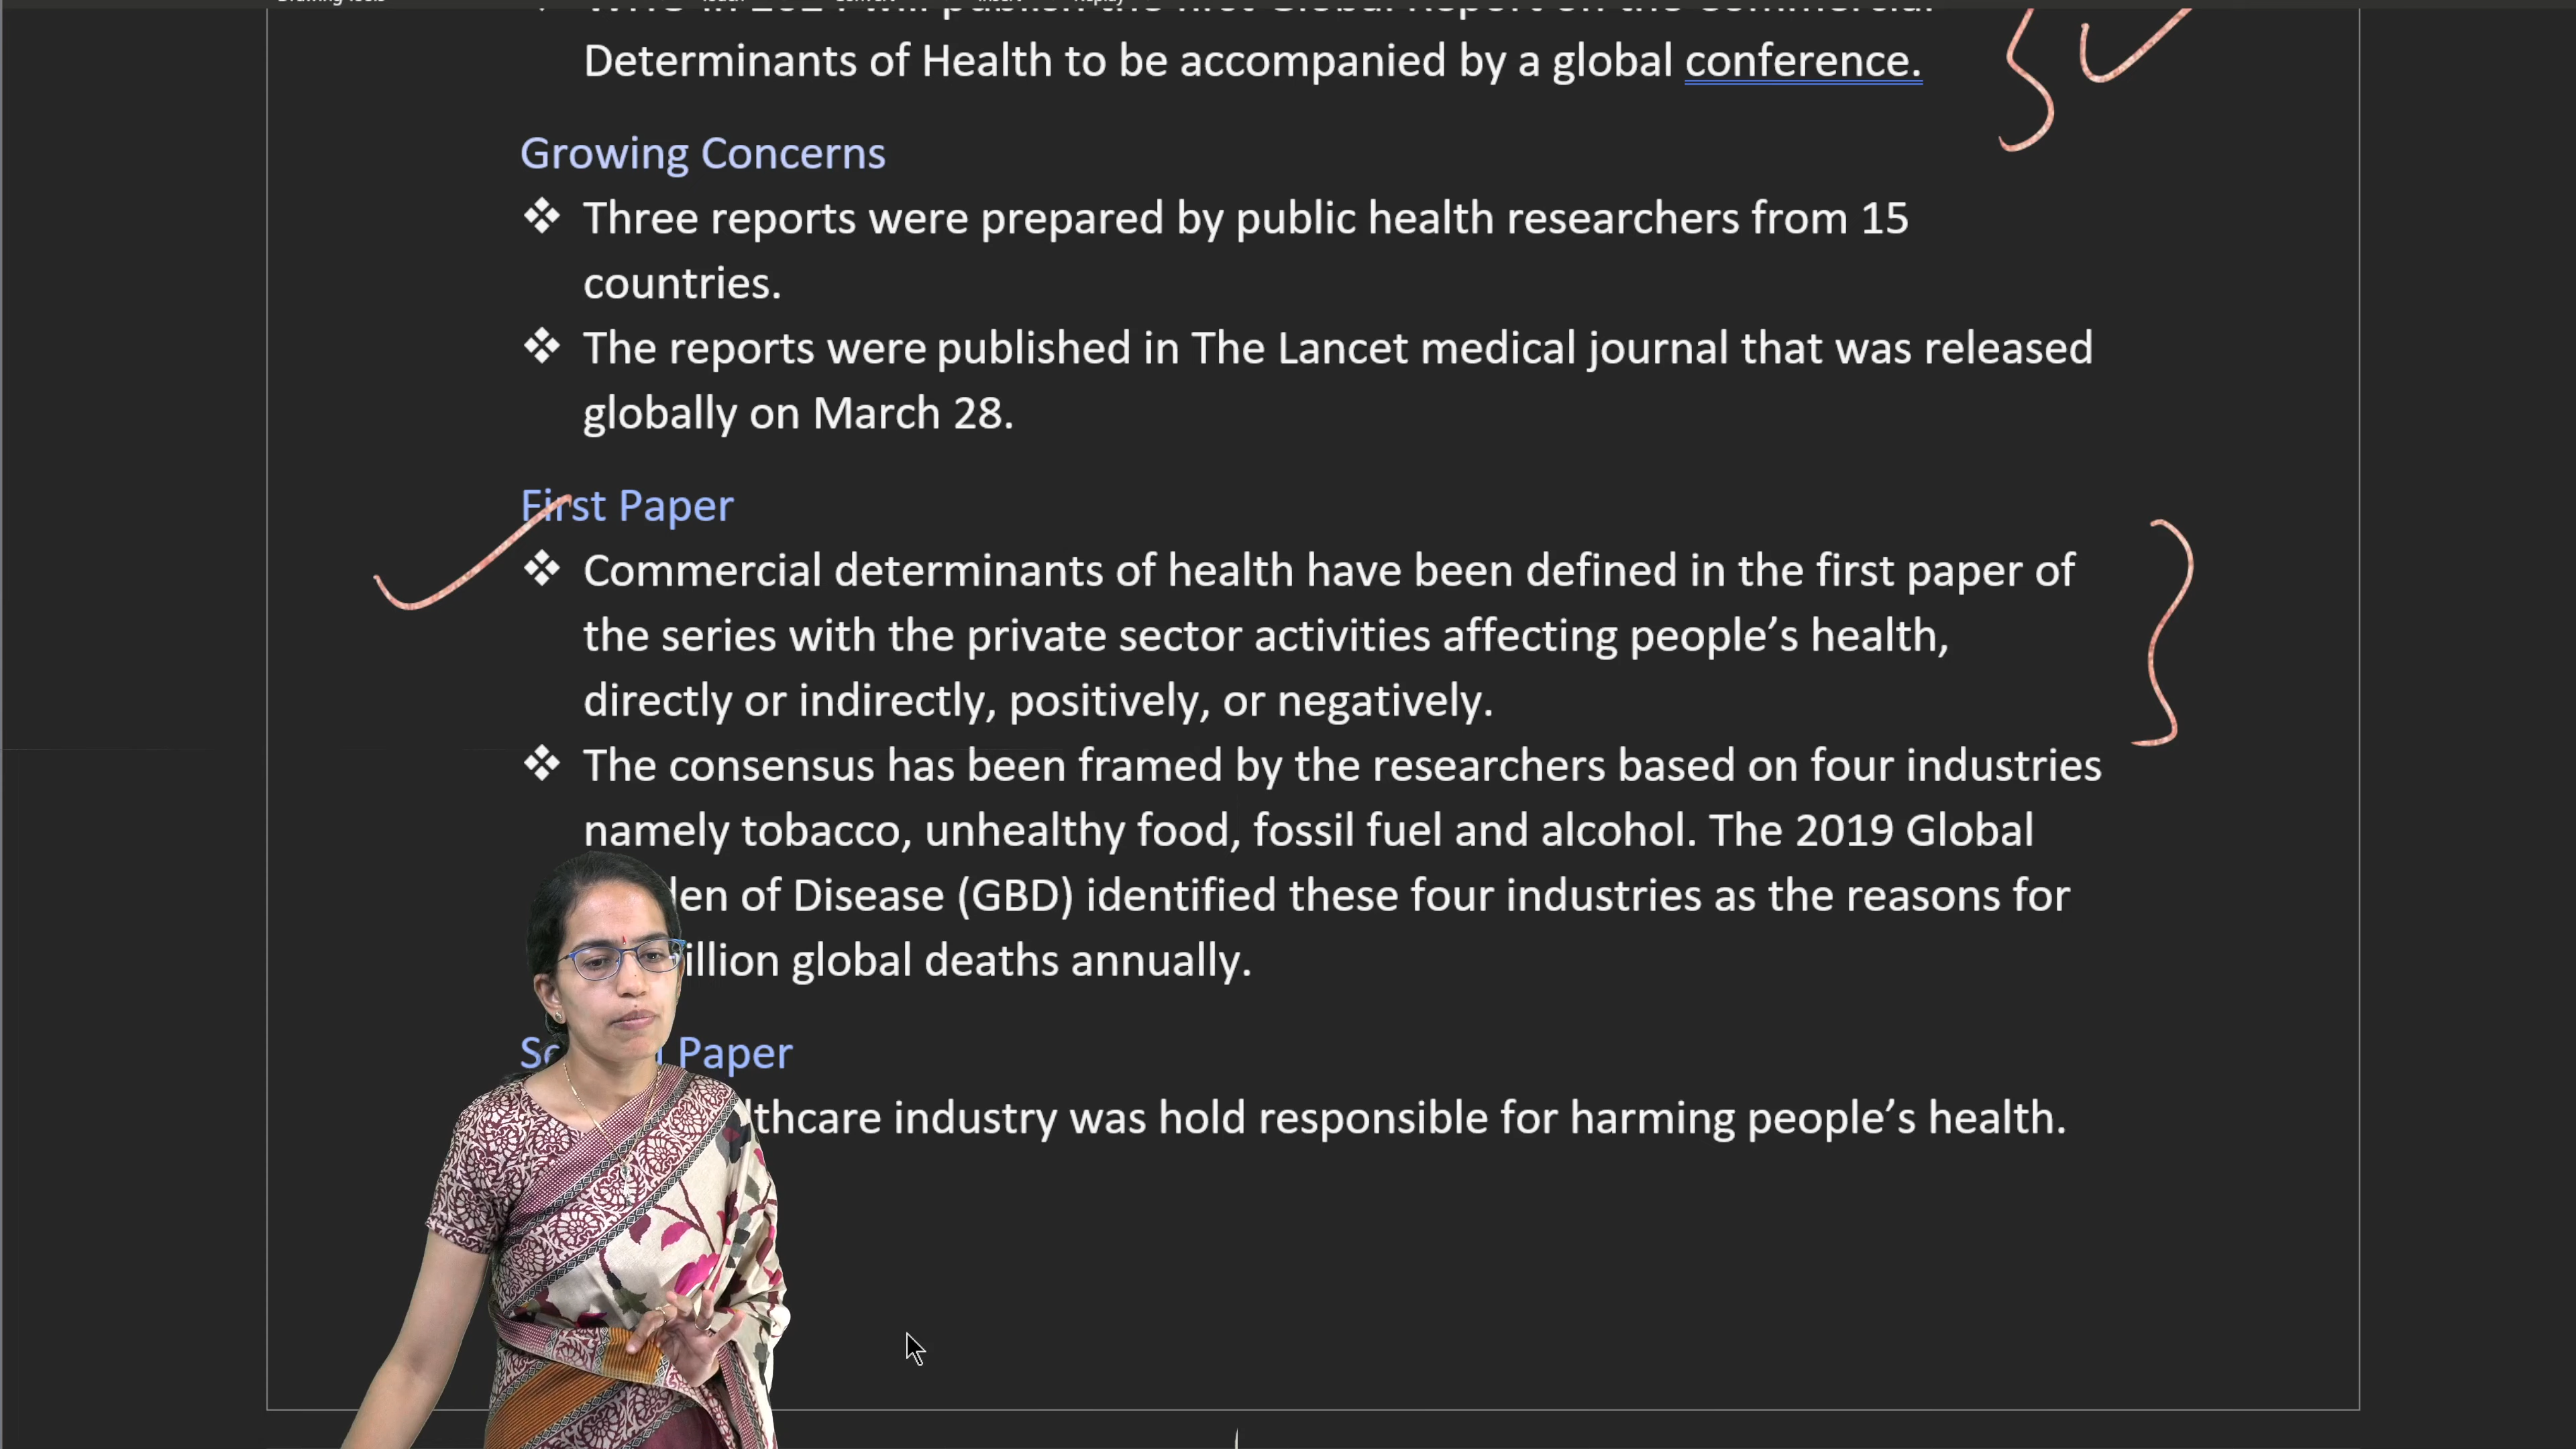 Determinants of Health to be accompanied by a global conference.
Growing Concerns
❖ Three reports were prepared by public health researchers from 15
countries.
❖ The reports were published in The Lancet medical journal that was released
globally on March 28.
First Paper
❖ Commercial determinants of health have been defined in the first paper of
the series with the private sector activities affecting people’s health,
directly or indirectly, positively, or negatively.
❖ The consensus has been framed by the researchers based on four industries
namely tobacco, unhealthy food, fossil fuel and alcohol. The 2019 Global
of Disease (GBD) identified these four industries as the reasons for
global deaths annually.
Paper
industry was hold responsible for harming people’s health.